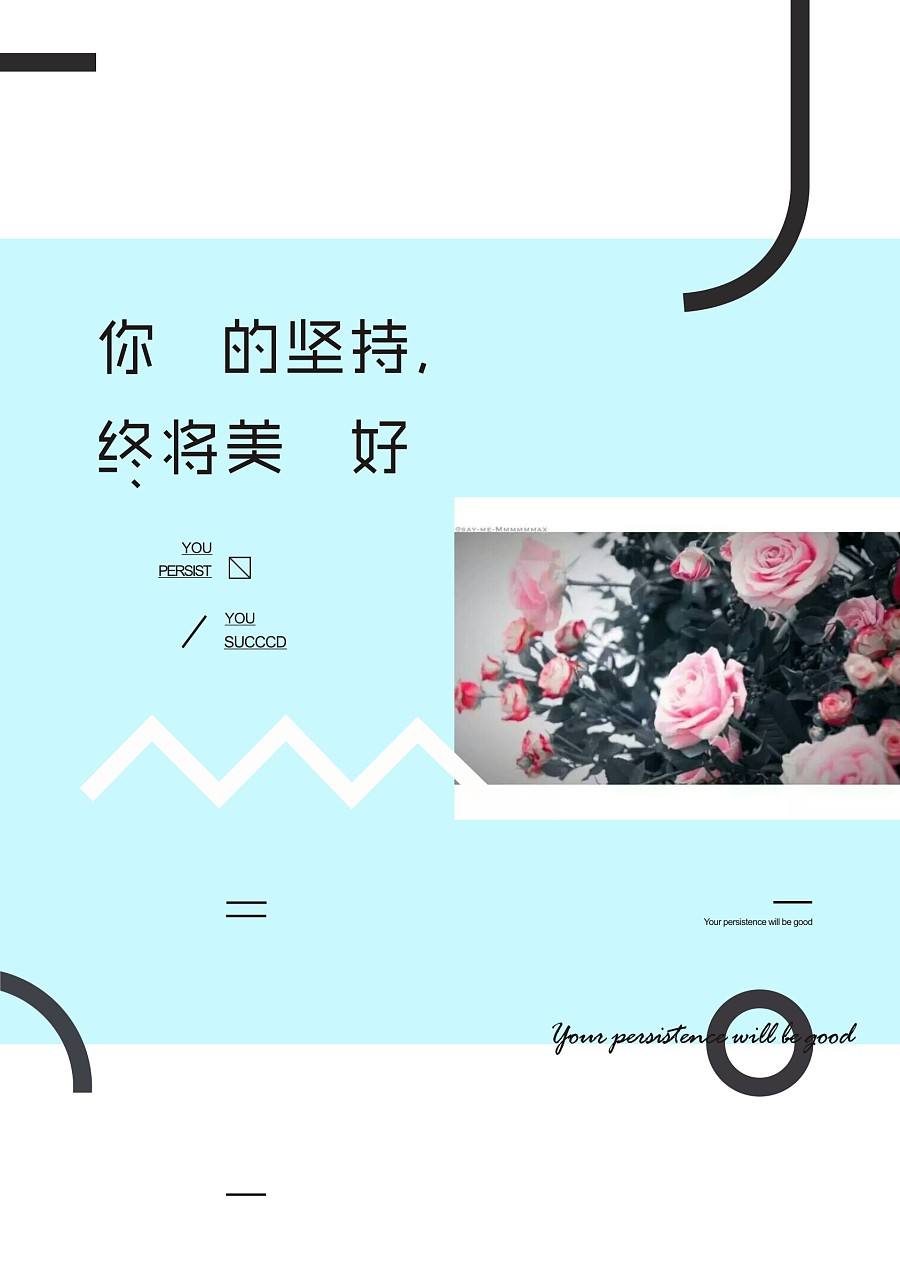 你 的坚持,
终将美 好
@SAY-ME-MMMMMMAX
YOU
PERSIST
YOU
SUCCCD
Your persistence will be good
Your persistence will be good